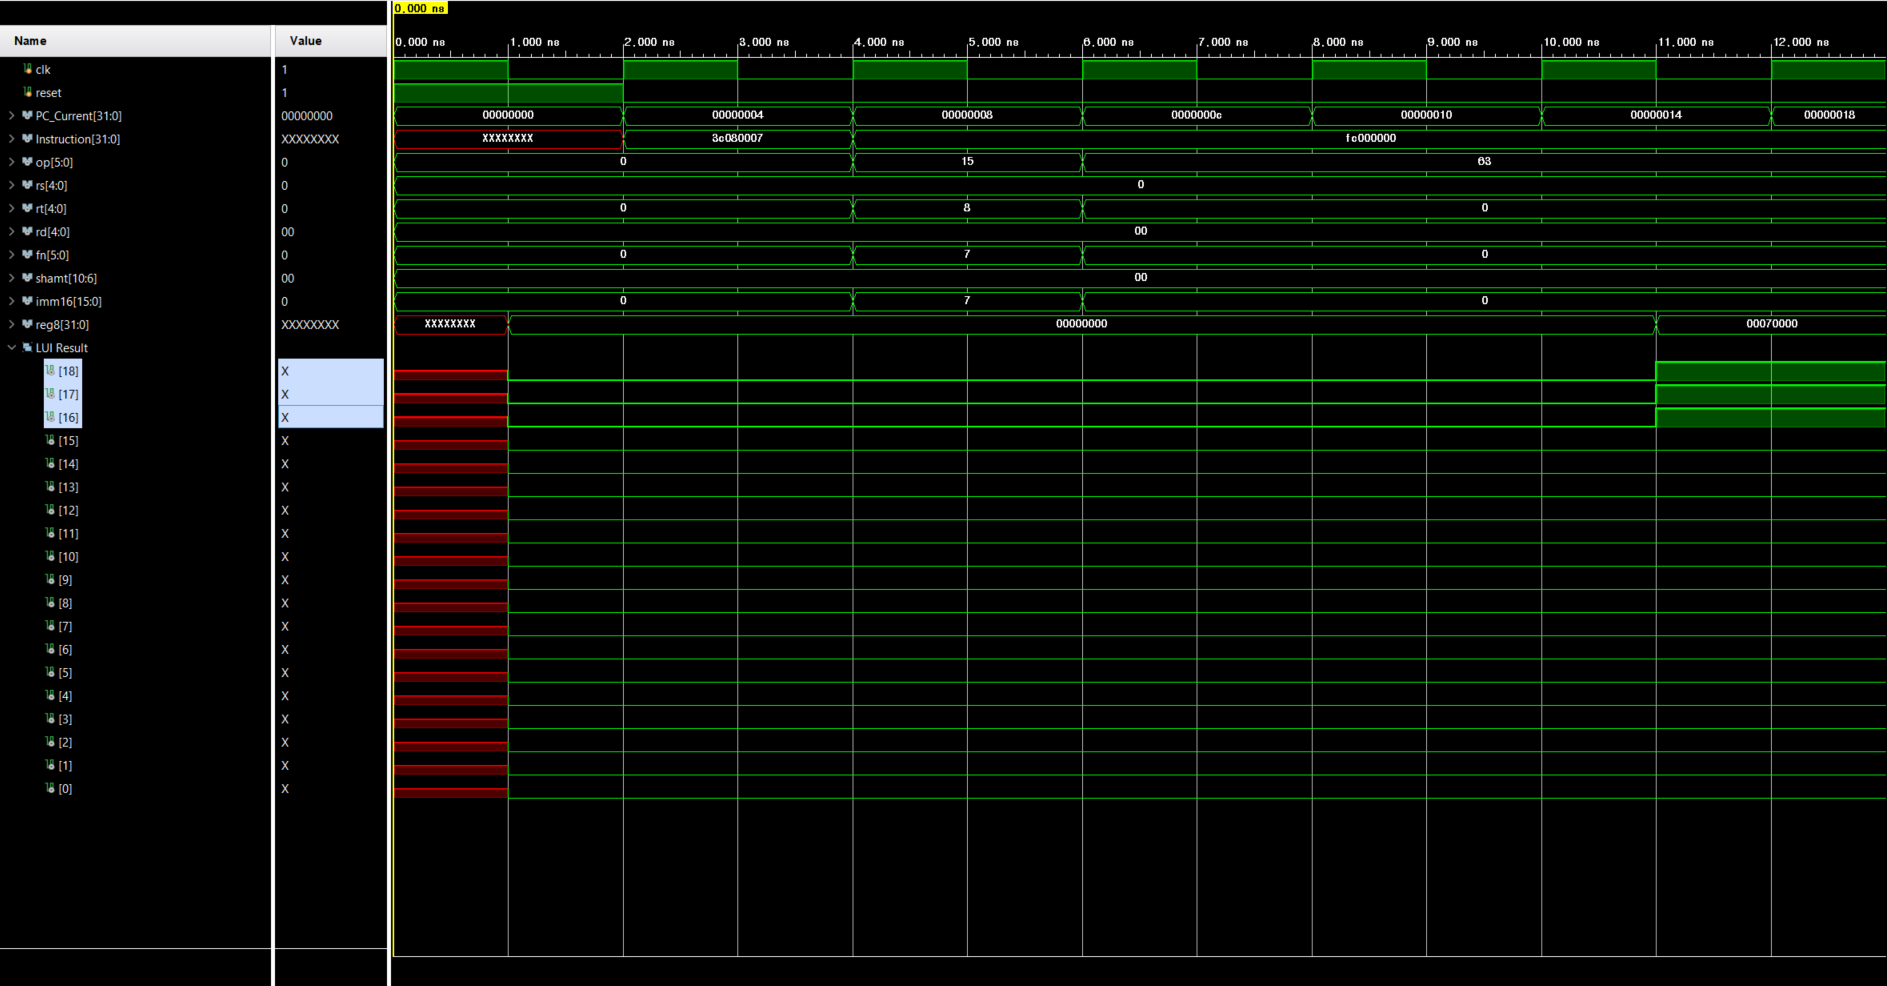 0.000 ns
Name Value 0.000 ns 1.000 ns 2.000 ns 3.000 ns 4.000 ns 5.000 ns 6.000 ns 7.000 ns 8.000 ns 9.000 ns 10.000 ns 11.000 ns 12.000 ns
clk 1
reset 1
PC_Current[31:0] 00000000 00000000 00000004 00000008 0000000c 00000010 00000014 00000018
Instruction[31:0] XXXXXXXX XXXXXXXX 3c080007 fc000000
op[5:0] 0 0 15 63
rs[4:0] 0 0
rt[4:0] 0 0 8 0
rd[4:0] 00 00
fn[5:0] 0 0 7 0
shamt[10:6] 00 00
imm16[15:0] 0 0 7 0
reg8[31:0] XXXXXXXX XXXXXXXX 00000000 00070000
LUI Result
[18] X
[17] X
[16] X
[15] X
[14] X
[13] X
[12] X
[11] X
[10] X
[9] X
[8] X
[7] X
[6] X
[5] X
[4] X
[3] X
[2] X
[1] X
[0] X